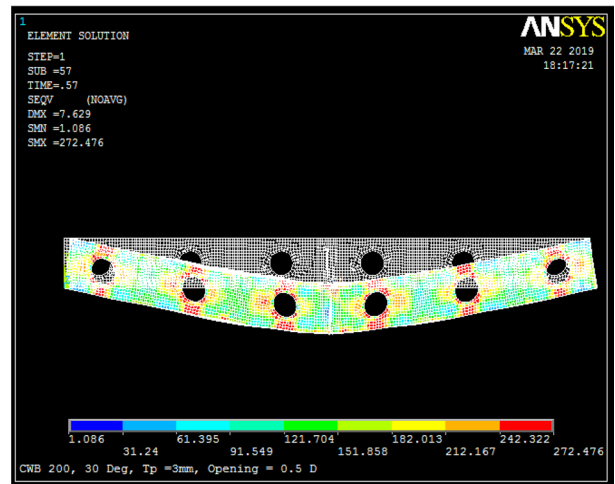 1
ANSYS
ELEMENT SOLUTION
MAR 22 2019
18:17:21
STEP=1
SUB =57
TIME=.57
SEQV (NOAVG)
DMX =7.629
SMN =1.086
SMX =272.476
1.086 61.395 121.704 182.013 242.322
31.24 91.549 151.858 212.167 272.476
CWB 200, 30 Deg, Tp =3mm, Opening = 0.5 D